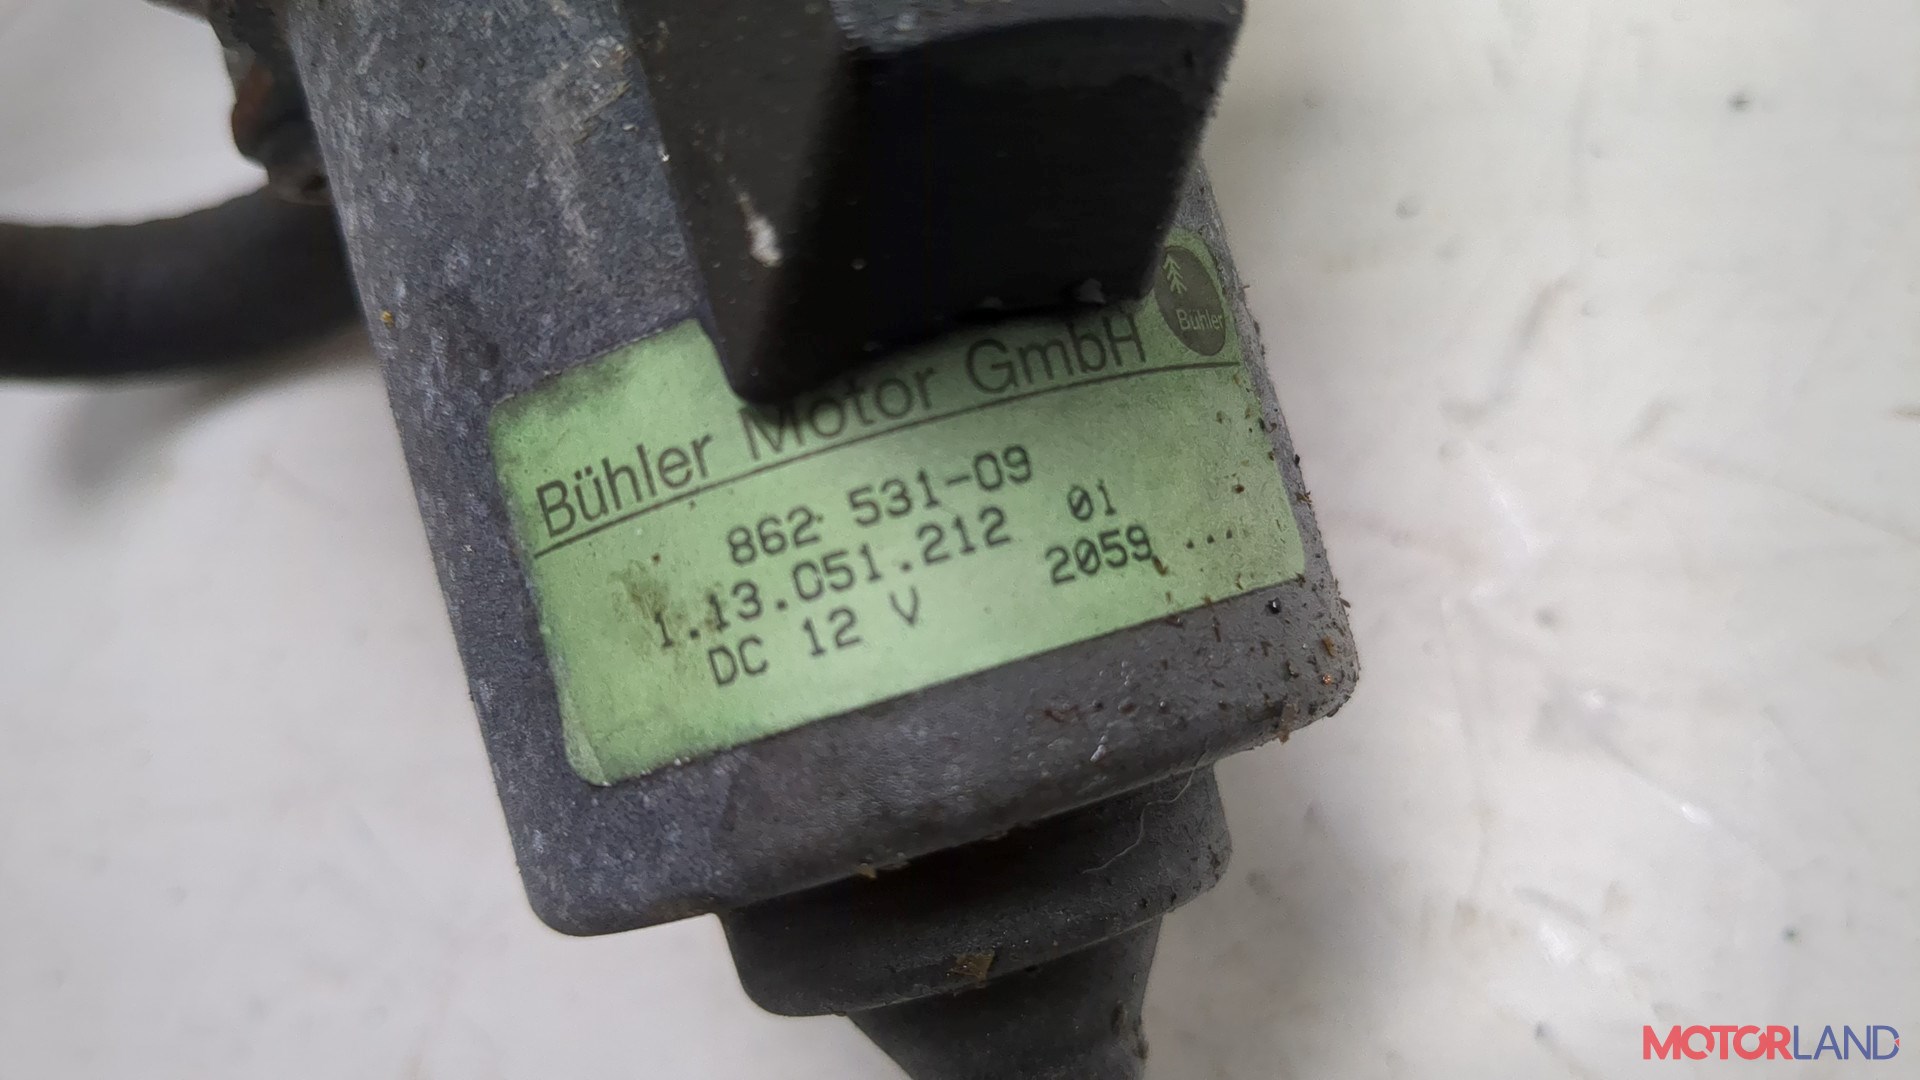 Bühler
Bühler Motor GmbH
862 531-09
1.13.051.212 01
DC 12 V 2059
MOTORLAND